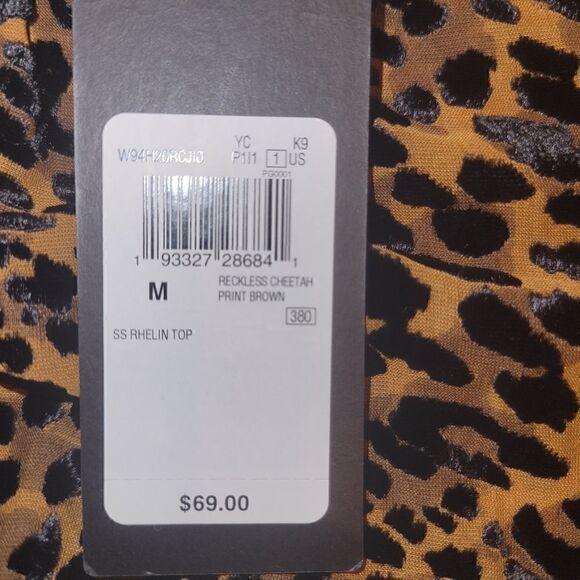 YC K9
W94H20RCJI0 P1I1 1 US
PG0001
1 93327 28684 1
M RECKLESS CHEETAH
PRINT BROWN
380
SS RHELIN TOP
$69.00